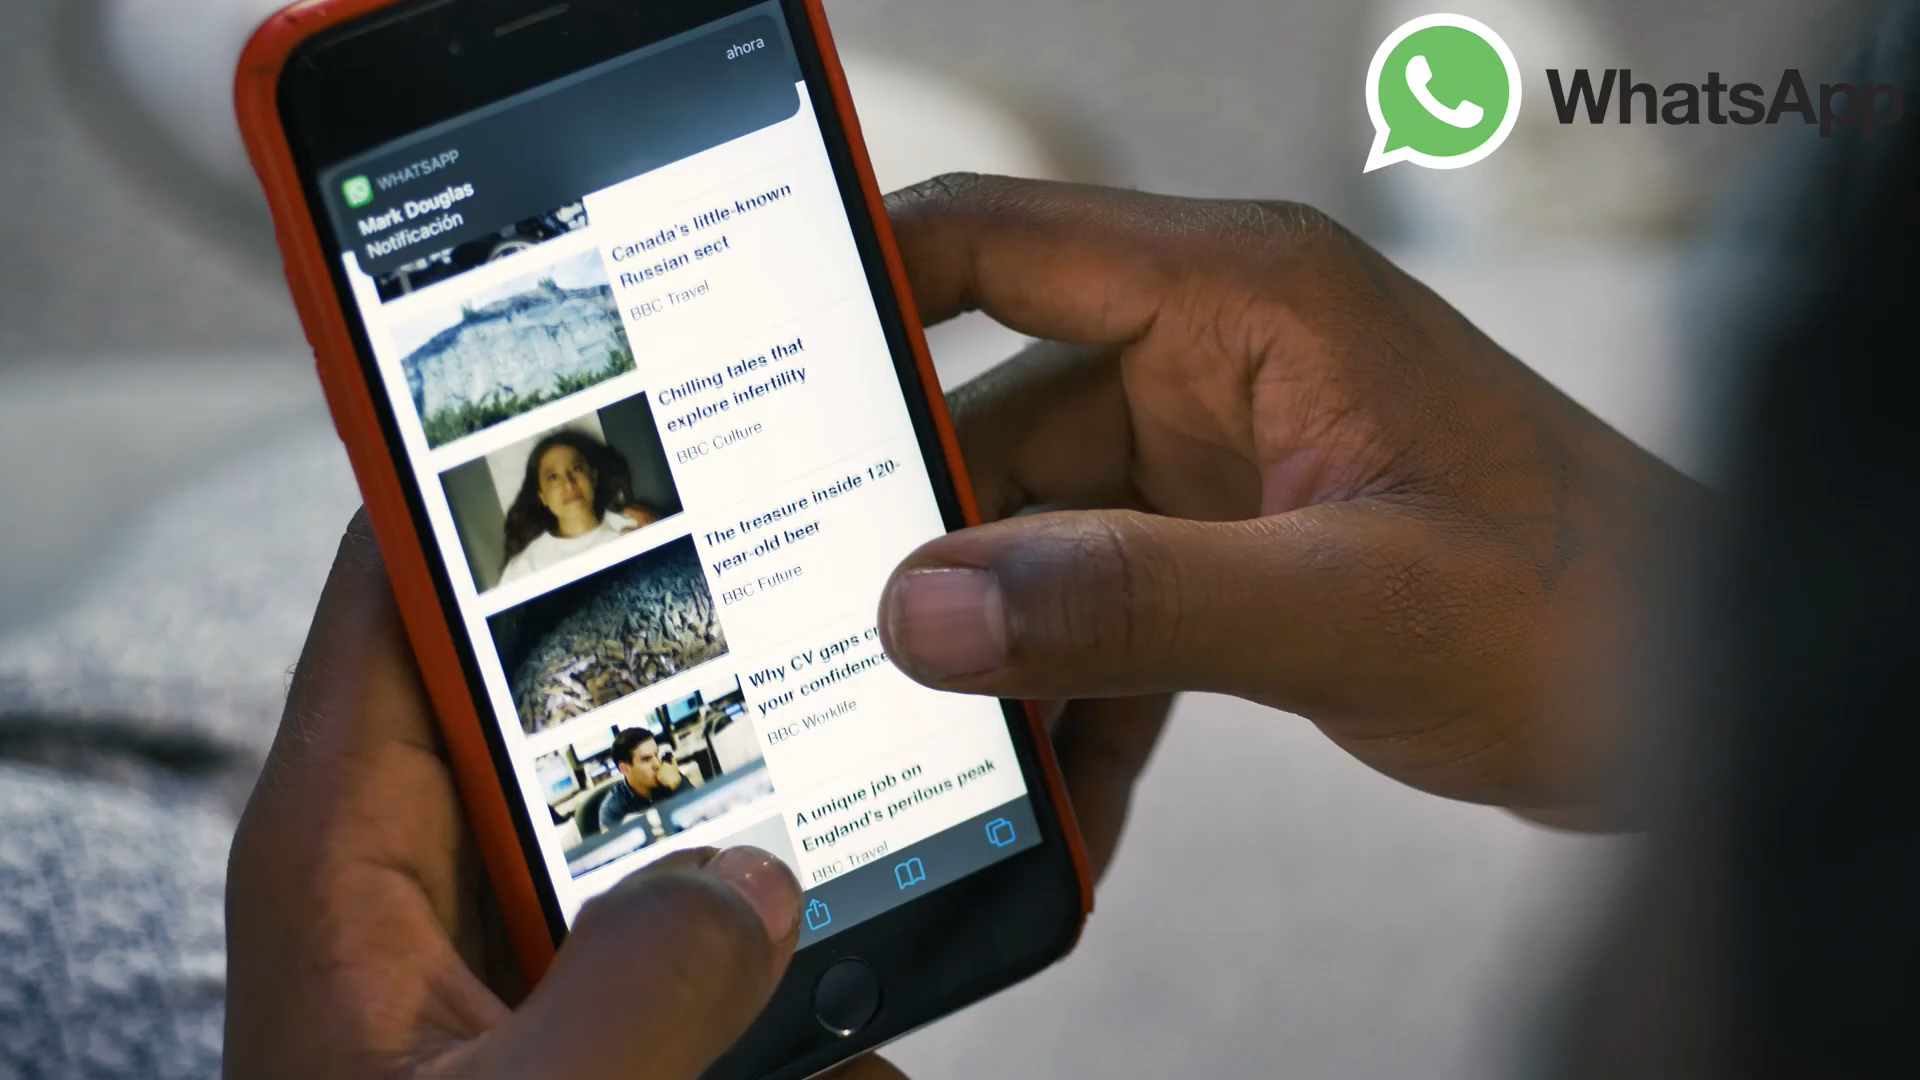 WhatsApp
ahora
WHATSAPP
Mark Douglas
Notificación
Canada's little-known
Russian sect
BBC Travel
Chilling tales that
explore infertility
BBC Culture
The treasure inside 120-
year-old beer
BBC Future
Why CV gaps
your confidence
BBC Worklife
A unique job on
England's perilous peak
BBC Travel